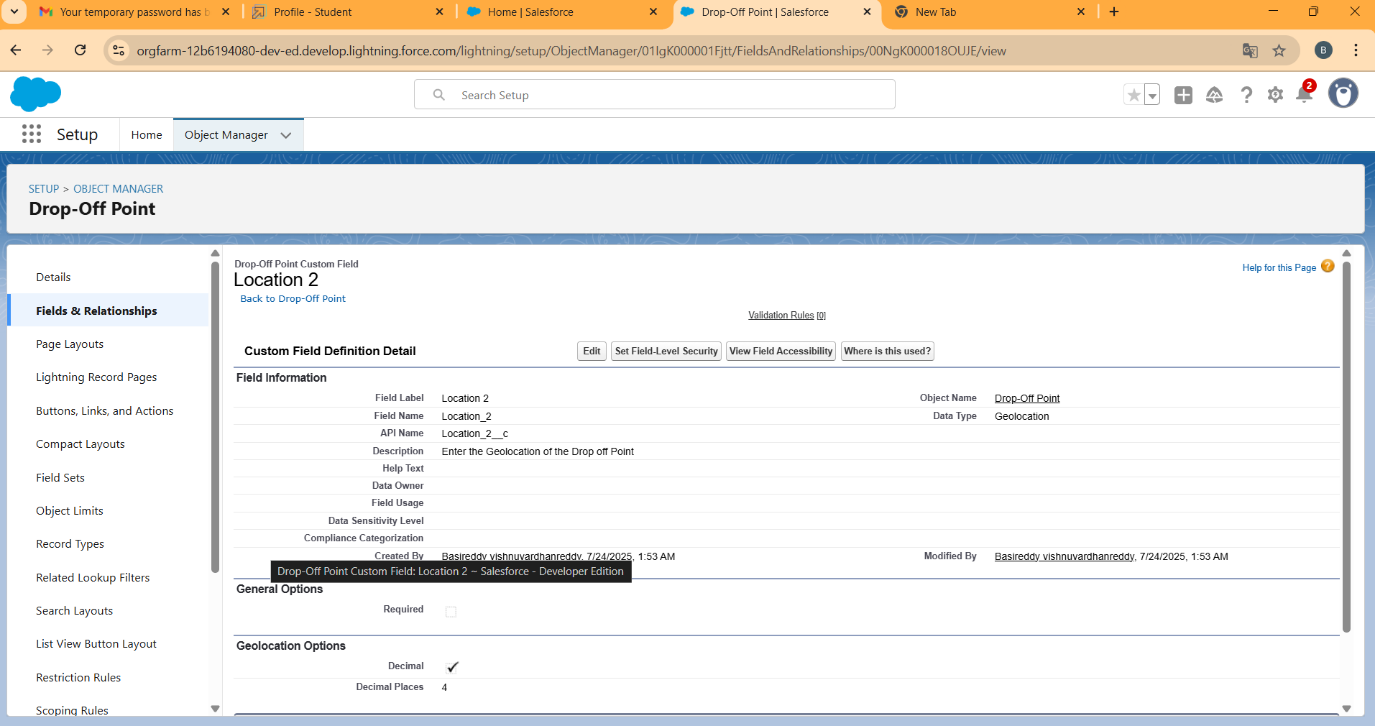 Your temporary password has b
Profile - Student
Home | Salesforce
Drop-Off Point | Salesforce
New Tab
orgfarm-12b6194080-dev-ed.develop.lightning.force.com/lightning/setup/ObjectManager/01IgK000001Fjtt/FieldsAndRelationships/00NgK000018OUJE/view
B
Search Setup
2
Setup
Home
Object Manager
SETUP > OBJECT MANAGER
Drop-Off Point
Details
Fields & Relationships
Page Layouts
Lightning Record Pages
Buttons, Links, and Actions
Compact Layouts
Field Sets
Object Limits
Record Types
Related Lookup Filters
Search Layouts
List View Button Layout
Restriction Rules
Scoping Rules
Drop-Off Point Custom Field
Location 2
Back to Drop-Off Point
Help for this Page ?
Validation Rules [0]
Custom Field Definition Detail
Edit Set Field-Level Security View Field Accessibility Where is this used?
Field Information
Field Label Location 2 Object Name Drop-Off Point
Field Name Location_2 Data Type Geolocation
API Name Location_2__c
Description Enter the Geolocation of the Drop off Point
Help Text
Data Owner
Field Usage
Data Sensitivity Level
Compliance Categorization
Created By Basireddy vishnuvardhanreddy, 7/24/2025, 1:53 AM Modified By Basireddy vishnuvardhanreddy, 7/24/2025, 1:53 AM
Drop-Off Point Custom Field: Location 2 ~ Salesforce - Developer Edition
General Options
Required
Geolocation Options
Decimal
Decimal Places 4